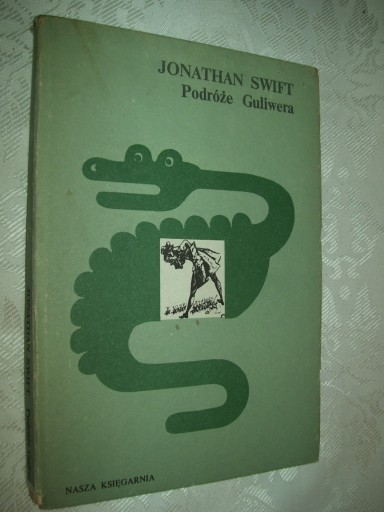 JONATHAN SWIFT
Podróże Guliwera
NASZA KSIĘGARNIA